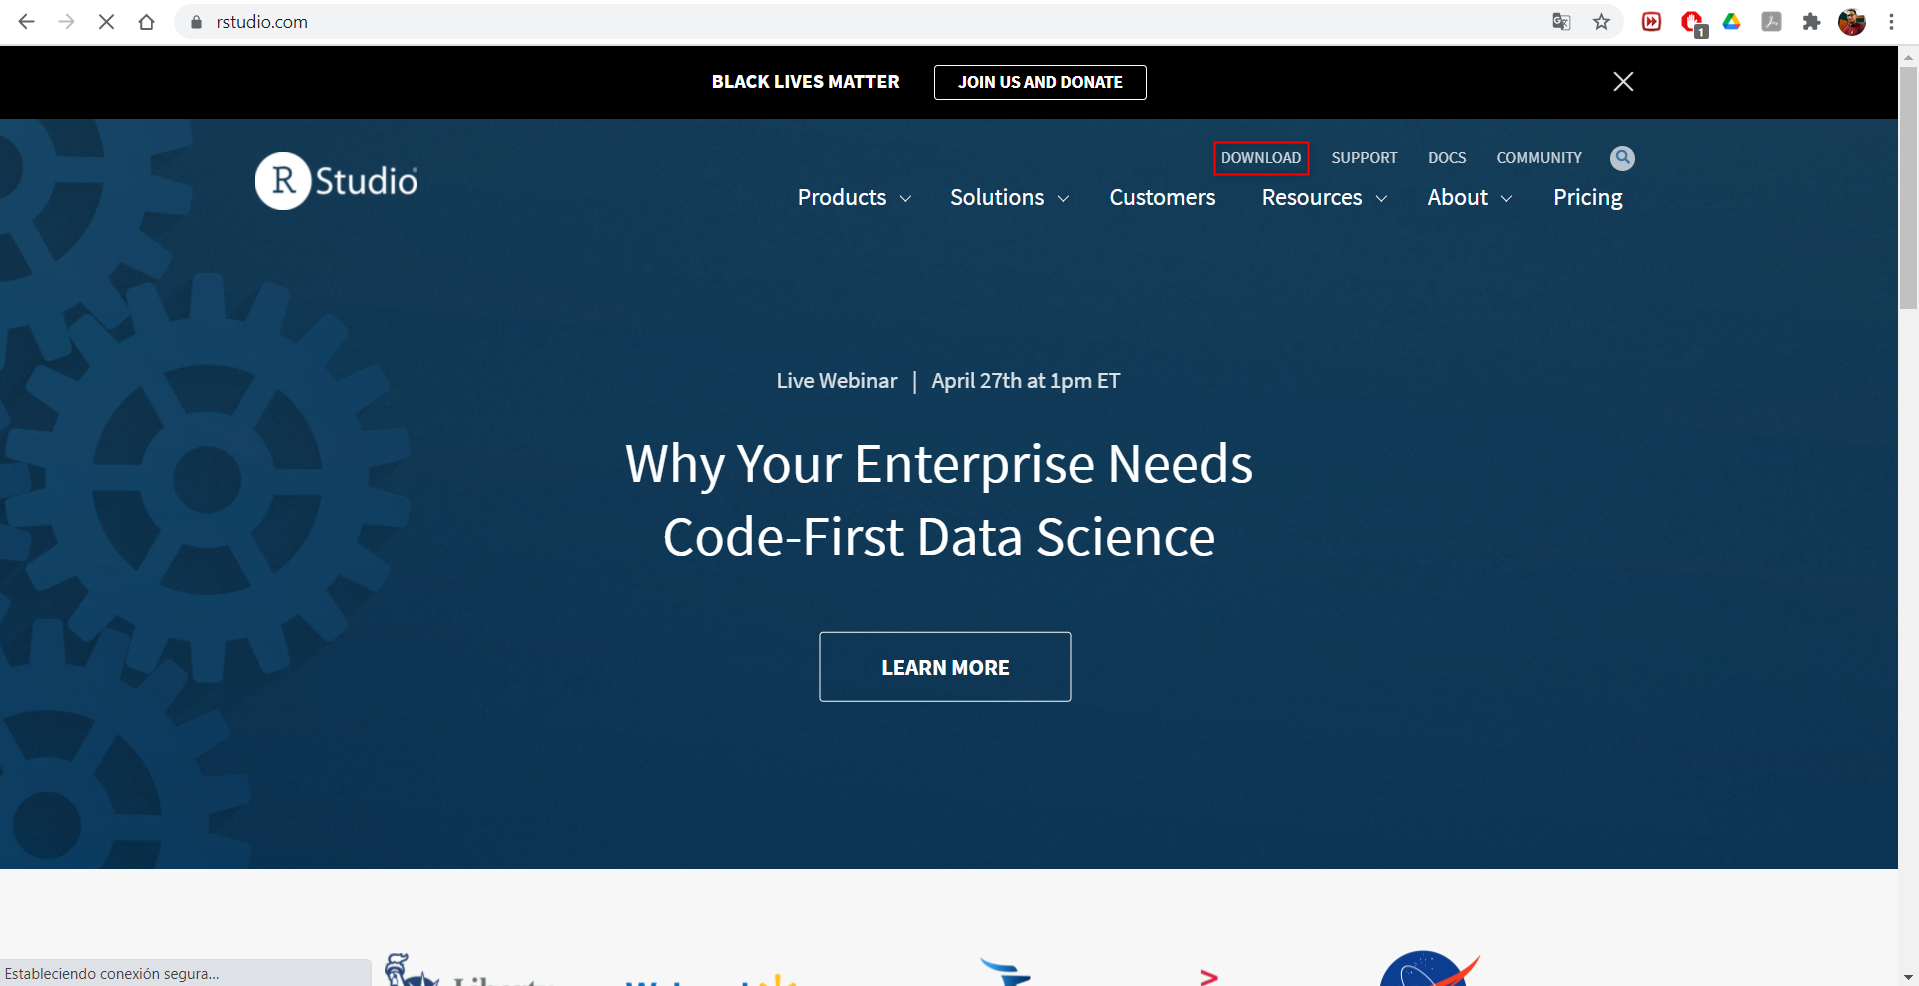 rstudio.com
1
BLACK LIVES MATTER
JOIN US AND DONATE
DOWNLOAD
SUPPORT
DOCS
COMMUNITY
R Studio
Products
Solutions
Customers
Resources
About
Pricing
Live Webinar | April 27th at 1pm ET
Why Your Enterprise Needs
Code-First Data Science
LEARN MORE
Estableciendo conexión segura...